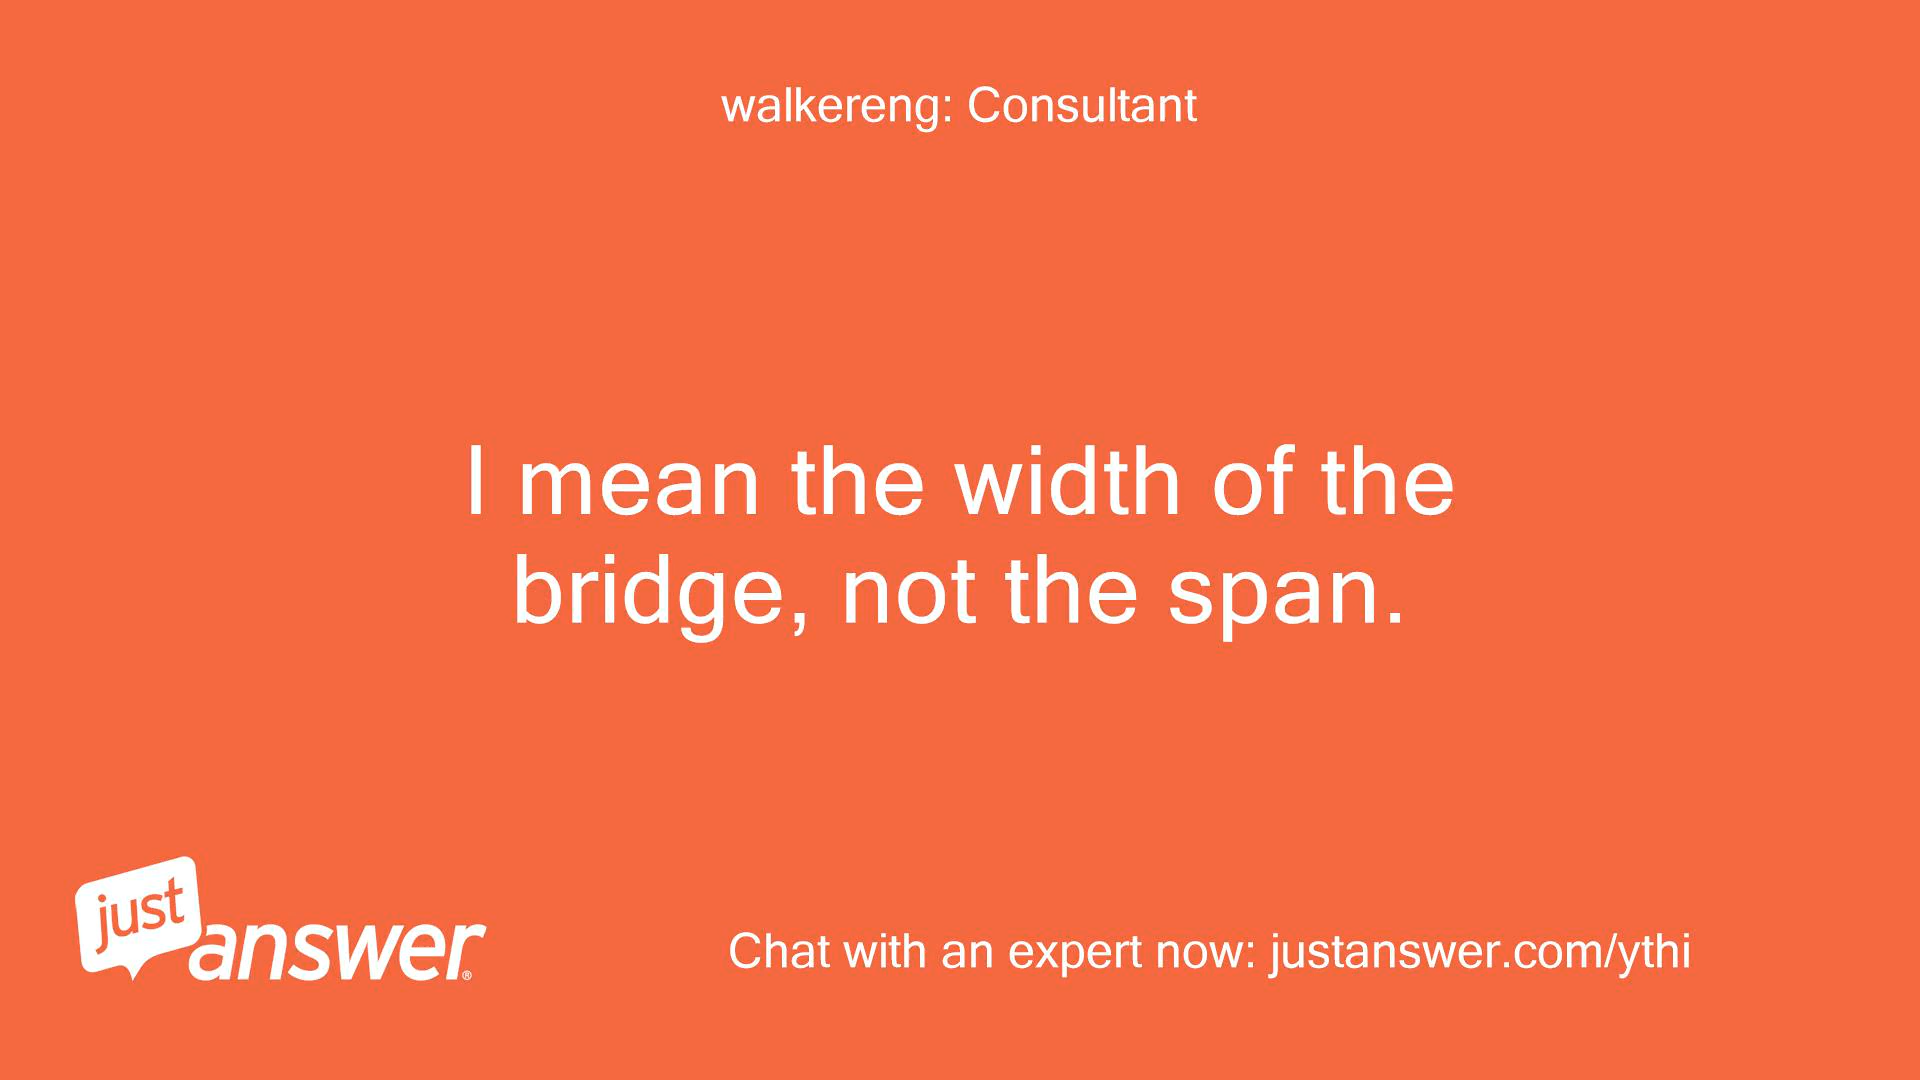 walkereng: Consultant
I mean the width of the
bridge, not the span.
just
answer®
Chat with an expert now: justanswer.com/ythi